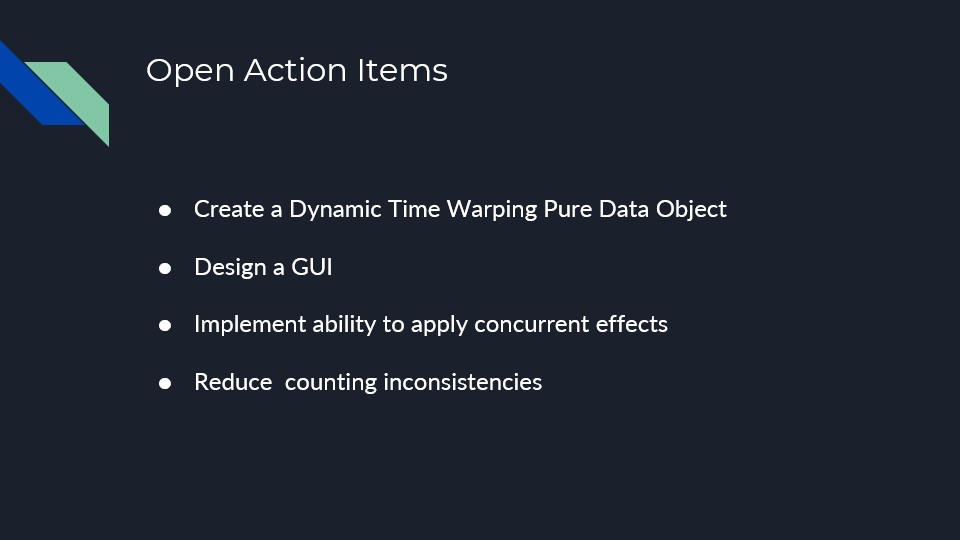 Open Action Items
● Create a Dynamic Time Warping Pure Data Object
● Design a GUI
● Implement ability to apply concurrent effects
● Reduce  counting inconsistencies